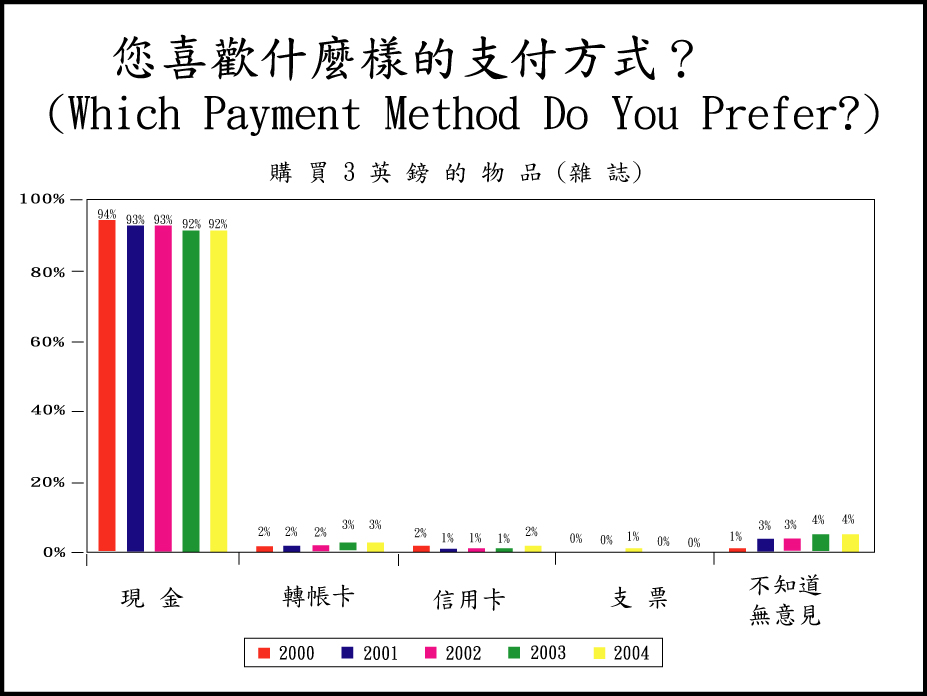 您喜歡什麼樣的支付方式？
(Which Payment Method Do You Prefer?)
購買3英鎊的物品(雜誌)
100%
80%
60%
40%
20%
0%
94% 93% 93% 92% 92%
2% 2% 2% 3% 3%
2% 1% 1% 1% 2%
0% 0% 1% 0% 0%
1% 3% 3% 4% 4%
現金 轉帳卡 信用卡 支票 不知道
無意見
2000 2001 2002 2003 2004